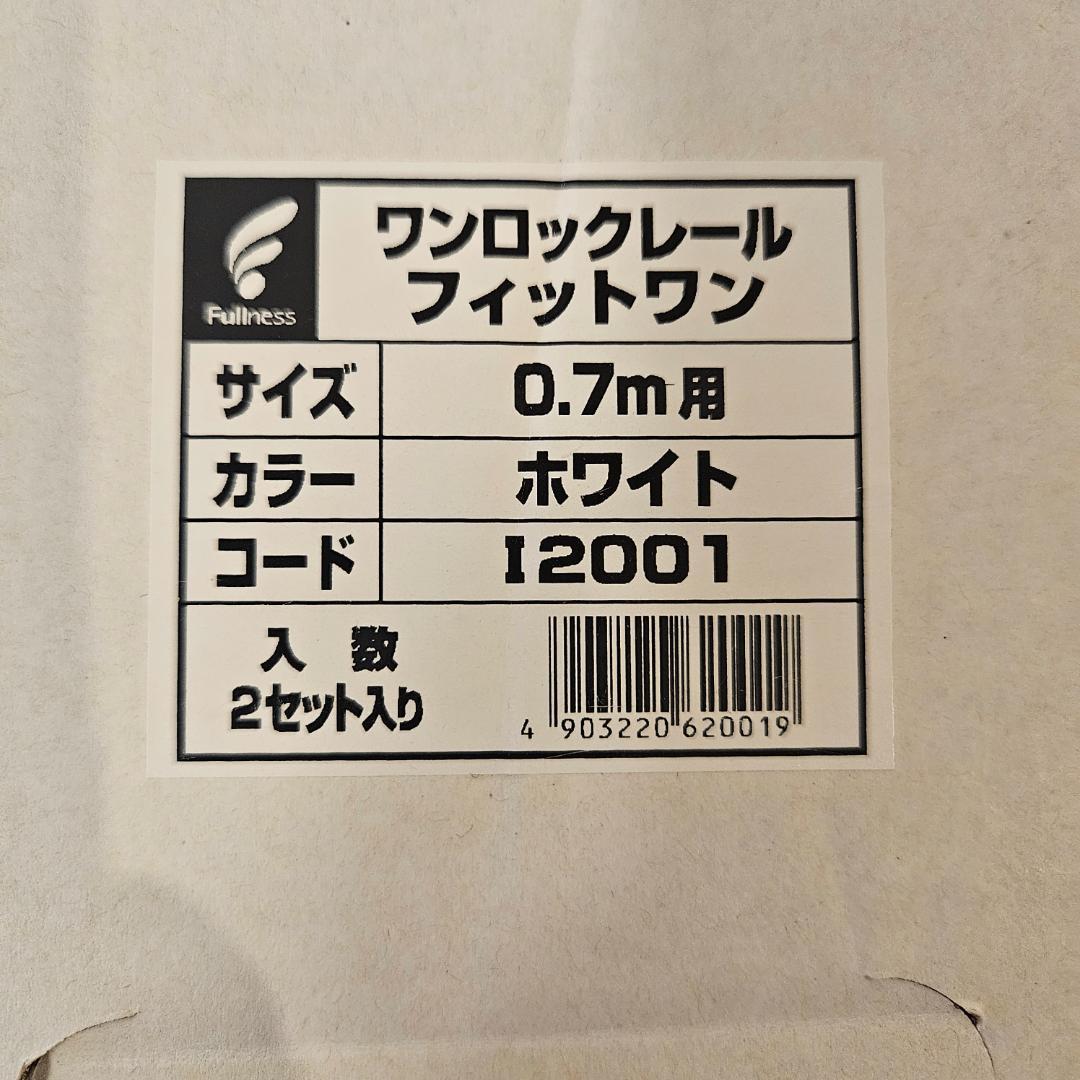 Fullness
ワンロックレール
フィットワン
サイズ 0.7m用
カラー ホワイト
コード I2001
入 数
2セット入り
4 903220 620019